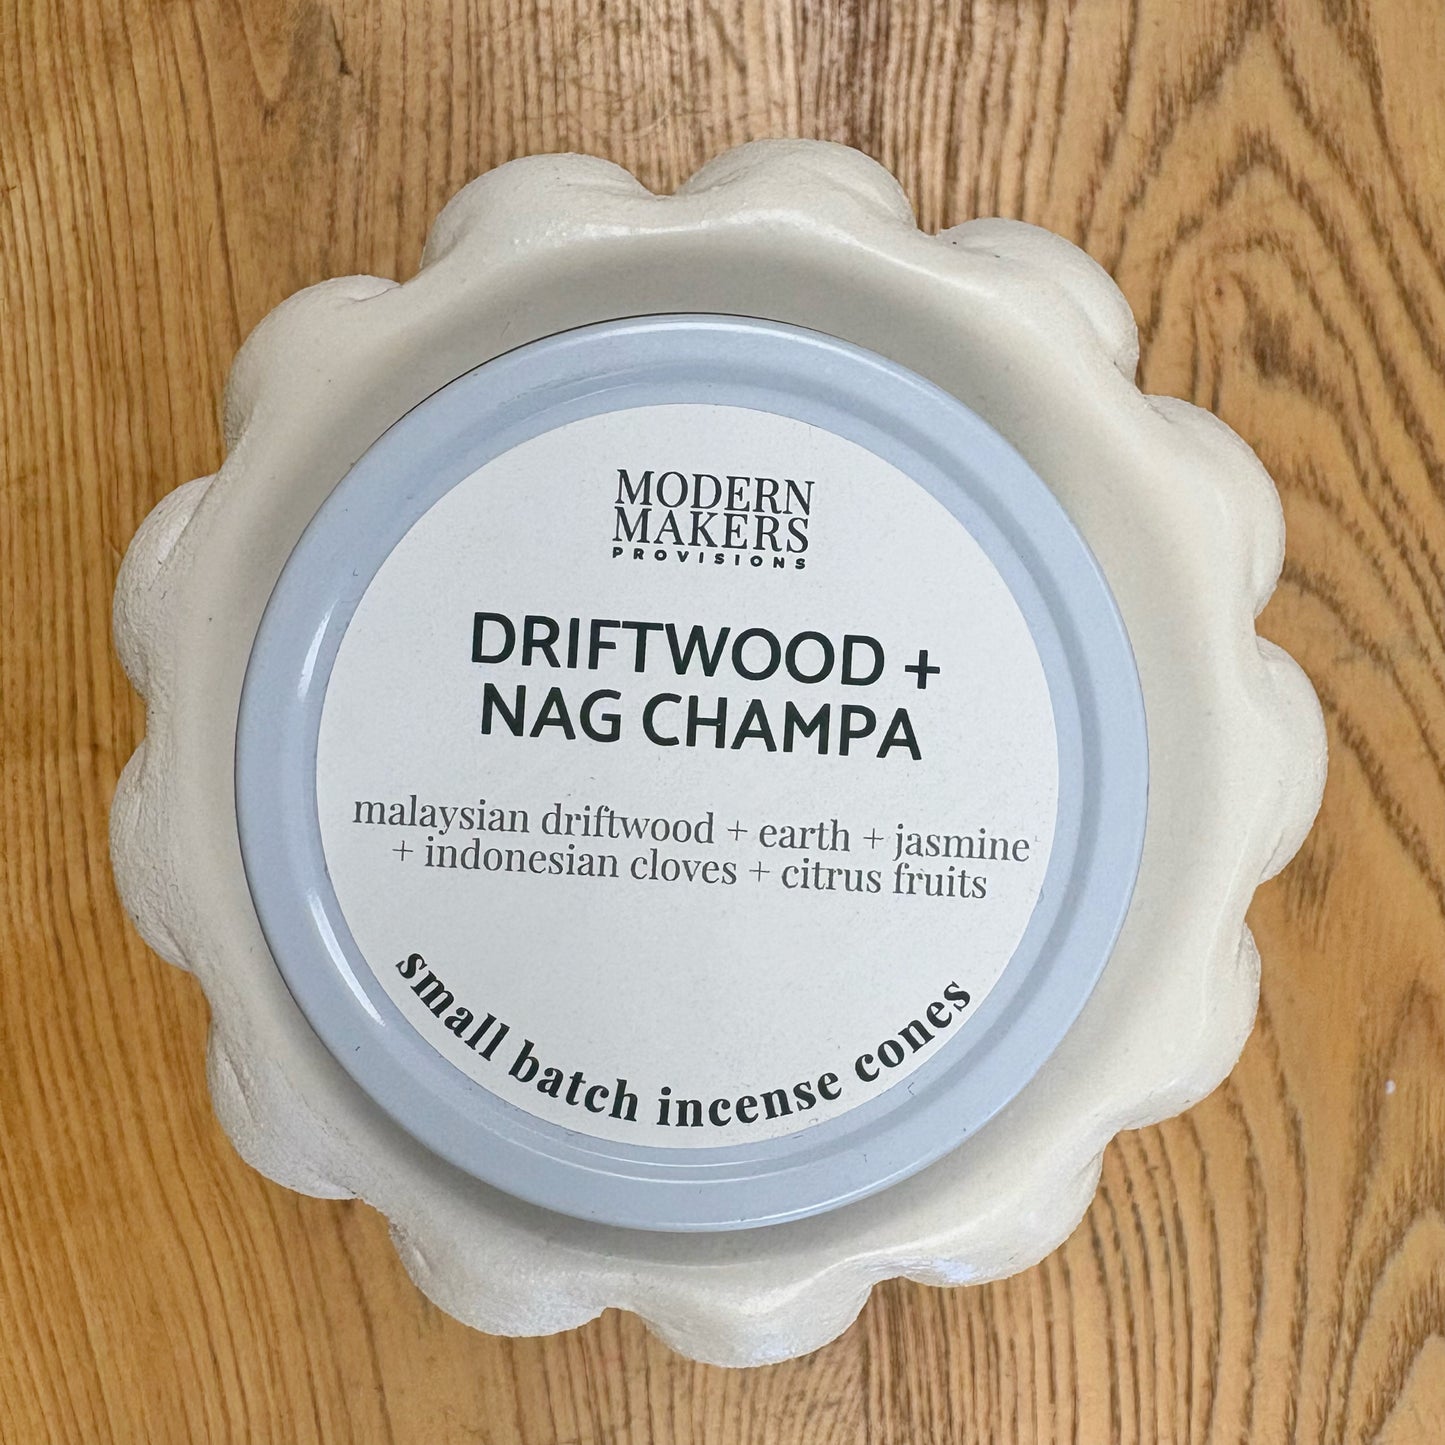 MODERN
MAKERS
PROVISIONS
DRIFTWOOD +
NAG CHAMPA
malaysian driftwood + earth + jasmine
+ indonesian cloves + citrus fruits
small batch incense cones